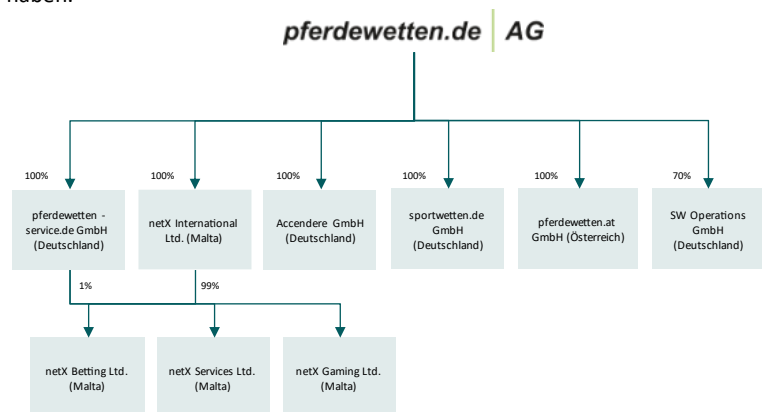 haben.
pferdewetten.de AG
100%
100%
100%
100%
100%
70%
pferdewetten -
service.de GmbH
(Deutschland)
netX International
Ltd. (Malta)
Accendere GmbH
(Deutschland)
sportwetten.de
GmbH
(Deutschland)
pferdewetten.at
GmbH (Österreich)
SW Operations
GmbH
(Deutschland)
1%
99%
netX Betting Ltd.
(Malta)
netX Services Ltd.
(Malta)
netX Gaming Ltd.
(Malta)